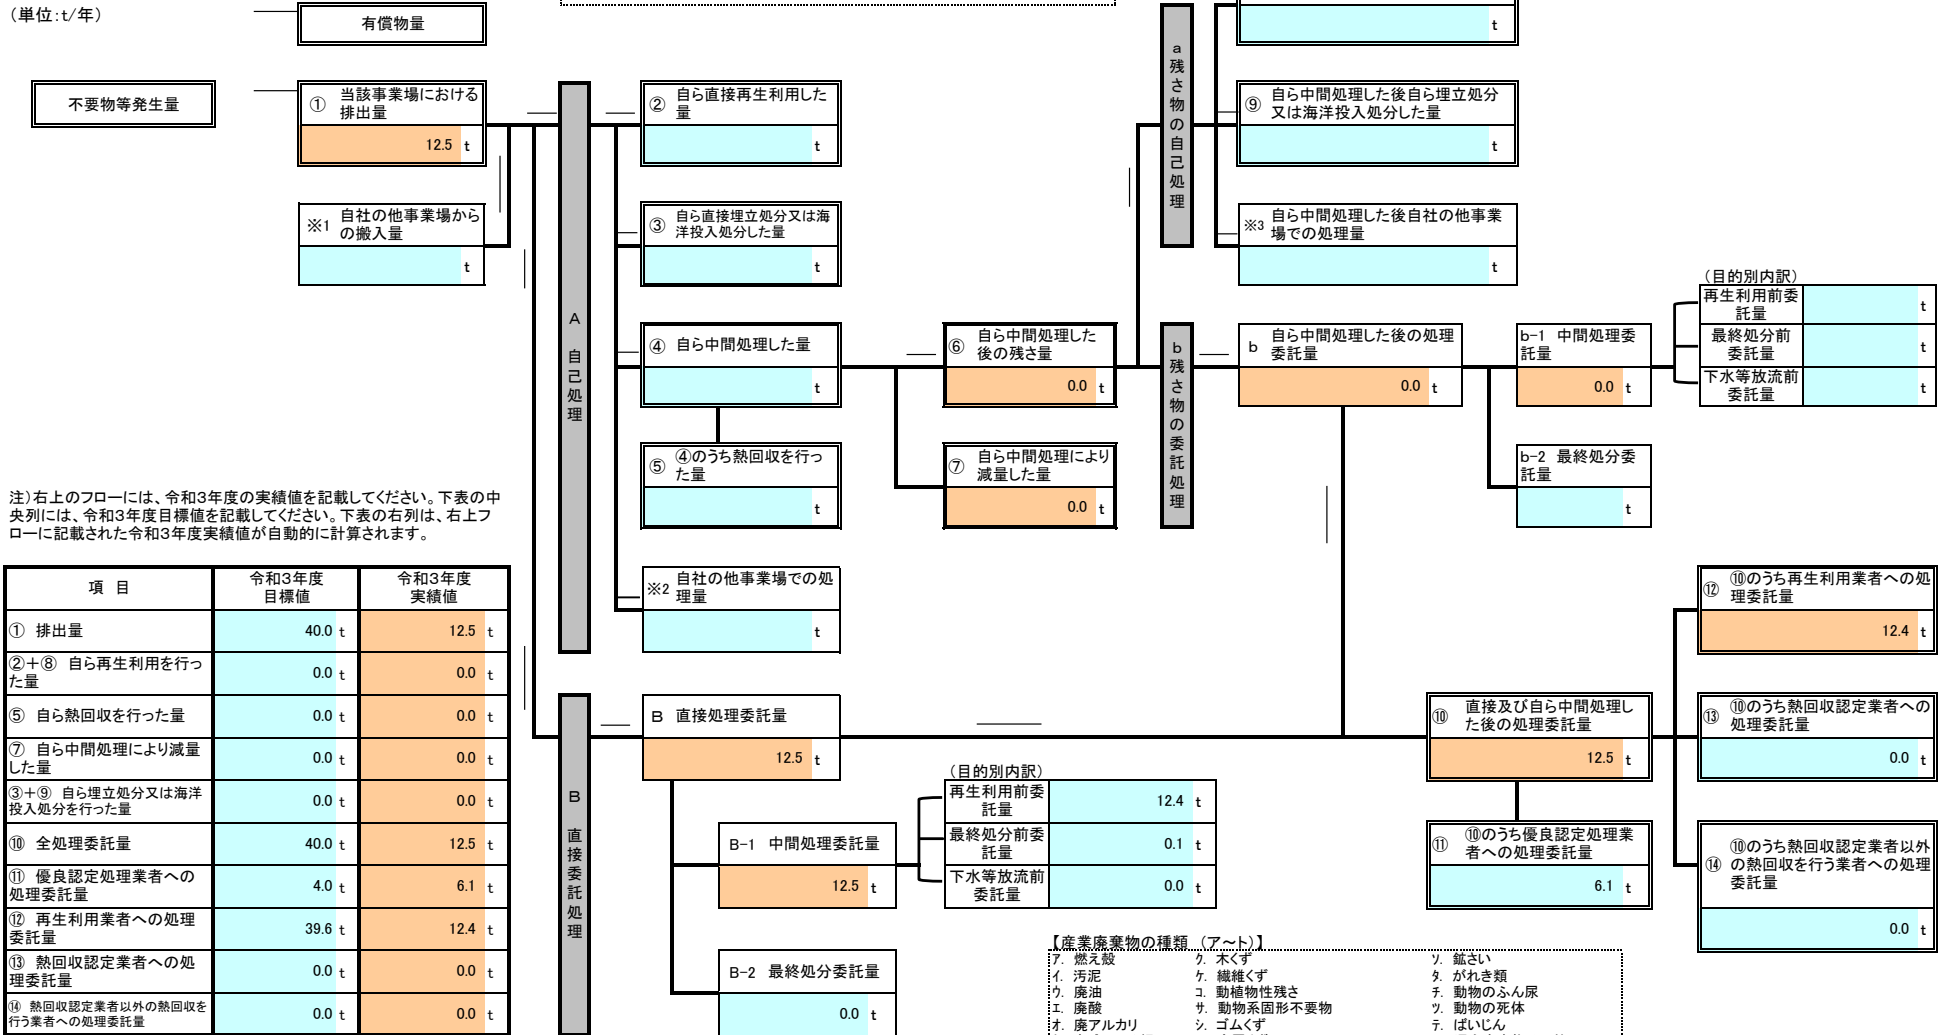 （単位:t/年）
有償物量
t
不要物等発生量
① 当該事業場における
排出量
12.5 t
※1 自社の他事業場から
の搬入量
t
A 自己処理
② 自ら直接再生利用した
量
t
③ 自ら直接埋立処分又は海
洋投入処分した量
t
④ 自ら中間処理した量
t
⑤ ④のうち熱回収を行っ
た量
t
※2 自社の他事業場での処
理量
t
⑥ 自ら中間処理した
後の残さ量
0.0 t
⑦ 自ら中間処理により
減量した量
0.0 t
a 残さ物の自己処理
⑨ 自ら中間処理した後自ら埋立処分
又は海洋投入処分した量
t
※3 自ら中間処理した後自社の他事業
場での処理量
t
b 残さ物の委託処理
b 自ら中間処理した後の処理
委託量
0.0 t
b-1 中間処理委
託量
0.0 t
b-2 最終処分委
託量
t
（目的別内訳）
再生利用前委
託量
t
最終処分前
委託量
t
下水等放流前
委託量
t
注）右上のフローには、令和3年度の実績値を記載してください。下表の中
央列には、令和3年度目標値を記載してください。下表の右列は、右上フ
ローに記載された令和3年度実績値が自動的に計算されます。
項 目 令和3年度 目標値 令和3年度 実績値
① 排出量 40.0 t 12.5 t
②＋⑧ 自ら再生利用を行っ
た量 0.0 t 0.0 t
⑤ 自ら熱回収を行った量 0.0 t 0.0 t
⑦ 自ら中間処理により減量
した量 0.0 t 0.0 t
③＋⑨ 自ら埋立処分又は海洋
投入処分を行った量 0.0 t 0.0 t
⑩ 全処理委託量 40.0 t 12.5 t
⑪ 優良認定処理業者への
処理委託量 4.0 t 6.1 t
⑫ 再生利用業者への処理
委託量 39.6 t 12.4 t
⑬ 熱回収認定業者への処
理委託量 0.0 t 0.0 t
⑭ 熱回収認定業者以外の熱回収を
行う業者への処理委託量 0.0 t 0.0 t
B 直接委託処理
B 直接処理委託量
12.5 t
B-1 中間処理委託量
12.5 t
B-2 最終処分委託量
0.0 t
（目的別内訳）
再生利用前委
託量
12.4 t
最終処分前委
託量
0.1 t
下水等放流前
委託量
0.0 t
⑩ 直接及び自ら中間処理し
た後の処理委託量
12.5 t
⑪ ⑩のうち優良認定処理業
者への処理委託量
6.1 t
⑫ ⑩のうち再生利用業者への処
理委託量
12.4 t
⑬ ⑩のうち熱回収認定業者への
処理委託量
0.0 t
⑭ ⑩のうち熱回収認定業者以外
の熱回収を行う業者への処理
委託量
0.0 t
【産業廃棄物の種類 （ア～ト）】
ア. 燃え殻 ク. 木くず ソ. 鉱さい
イ. 汚泥 ケ. 繊維くず タ. がれき類
ウ. 廃油 コ. 動植物性残さ チ. 動物のふん尿
エ. 廃酸 サ. 動物系固形不要物 ツ. 動物の死体
オ. 廃アルカリ シ. ゴムくず テ. ばいじん